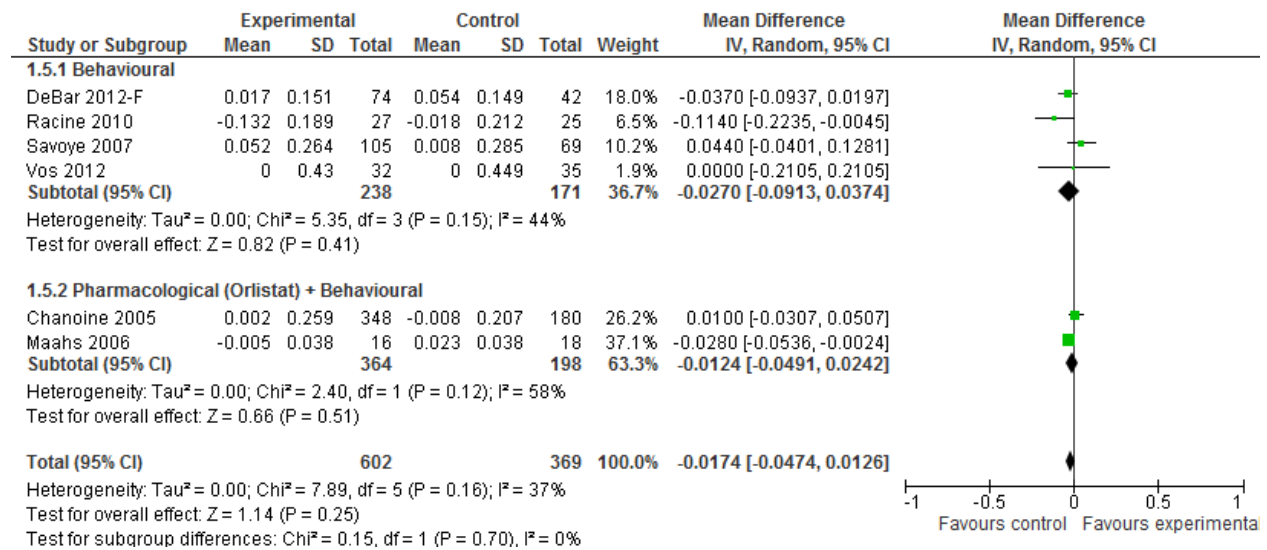 Experimental Control Mean Difference Mean Difference
Study or Subgroup Mean SD Total Mean SD Total Weight IV, Random, 95% CI IV, Random, 95% CI
1.5.1 Behavioural
DeBar 2012-F 0.017 0.151 74 0.054 0.149 42 18.0% -0.0370 [-0.0937, 0.0197]
Racine 2010 -0.132 0.189 27 -0.018 0.212 25 6.5% -0.1140 [-0.2235, -0.0045]
Savoye 2007 0.052 0.264 105 0.008 0.285 69 10.2% 0.0440 [-0.0401, 0.1281]
Vos 2012 0 0.43 32 0 0.449 35 1.9% 0.0000 [-0.2105, 0.2105]
Subtotal (95% CI) 238 171 36.7% -0.0270 [-0.0913, 0.0374]
Heterogeneity: Tau² = 0.00; Chi² = 5.35, df = 3 (P = 0.15); I² = 44%
Test for overall effect: Z = 0.82 (P = 0.41)
1.5.2 Pharmacological (Orlistat) + Behavioural
Chanoine 2005 0.002 0.259 348 -0.008 0.207 180 26.2% 0.0100 [-0.0307, 0.0507]
Maahs 2006 -0.005 0.038 16 0.023 0.038 18 37.1% -0.0280 [-0.0536, -0.0024]
Subtotal (95% CI) 364 198 63.3% -0.0124 [-0.0491, 0.0242]
Heterogeneity: Tau² = 0.00; Chi² = 2.40, df = 1 (P = 0.12); I² = 58%
Test for overall effect: Z = 0.66 (P = 0.51)
Total (95% CI) 602 369 100.0% -0.0174 [-0.0474, 0.0126]
Heterogeneity: Tau² = 0.00; Chi² = 7.89, df = 5 (P = 0.16); I² = 37%
Test for overall effect: Z = 1.14 (P = 0.25)
Test for subgroup differences: Chi² = 0.15, df = 1 (P = 0.70), I² = 0%
-1 -0.5 0 0.5 1
Favours control Favours experimental